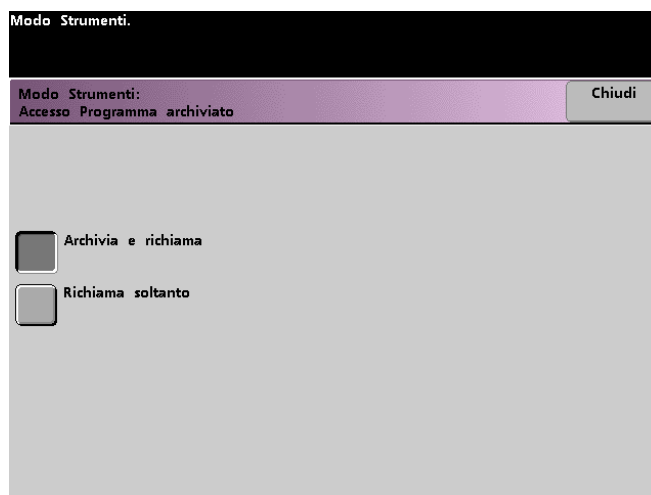 Modo Strumenti.
Modo Strumenti:
Accesso Programma archiviato
Chiudi
Archivia e richiama
Richiama soltanto